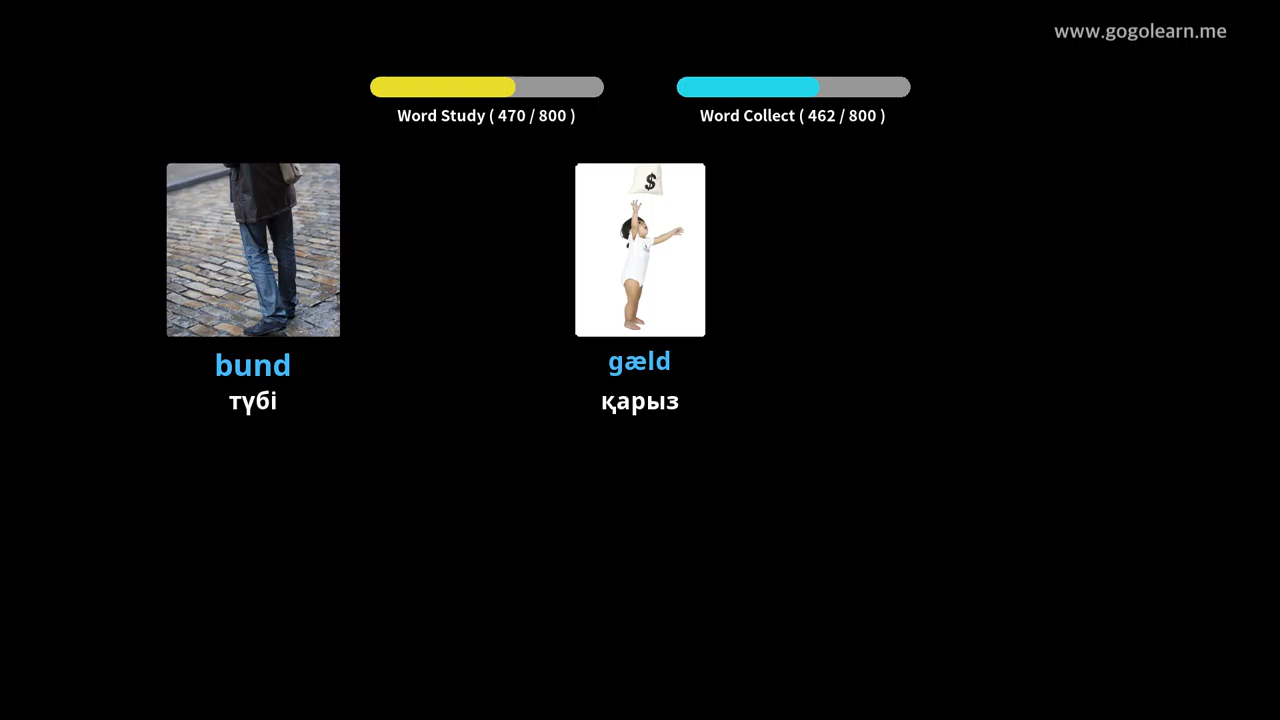 www.gogolearn.me
Word Study ( 470 / 800 )
Word Collect ( 462 / 800 )
$
bund
түбі
gæld
қарыз